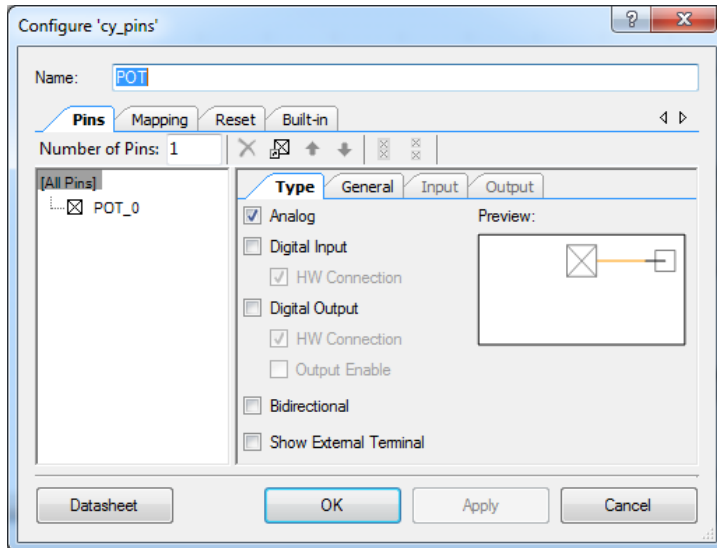 Configure 'cy_pins'
Name: POT
Pins Mapping Reset Built-in
Number of Pins: 1
[All Pins]
POT_0
Type General Input Output
Analog
Preview:
Digital Input
HW Connection
Digital Output
HW Connection
Output Enable
Bidirectional
Show External Terminal
Datasheet OK Apply Cancel